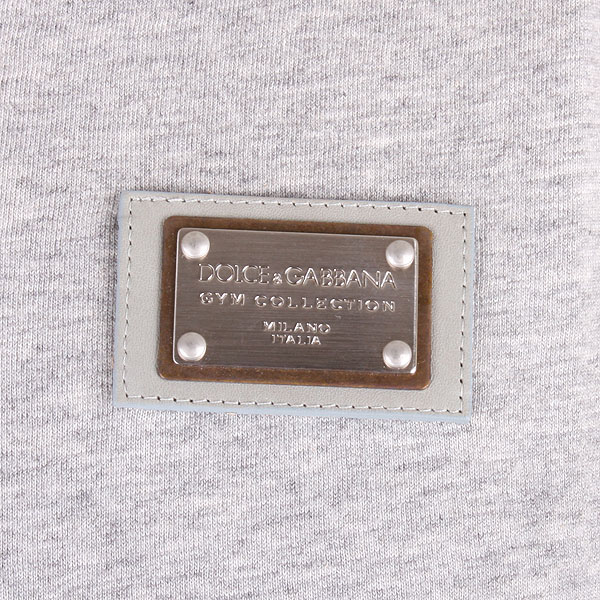 DOLCE & GABBANA
GYM COLLECTION
MILANO
ITALIA